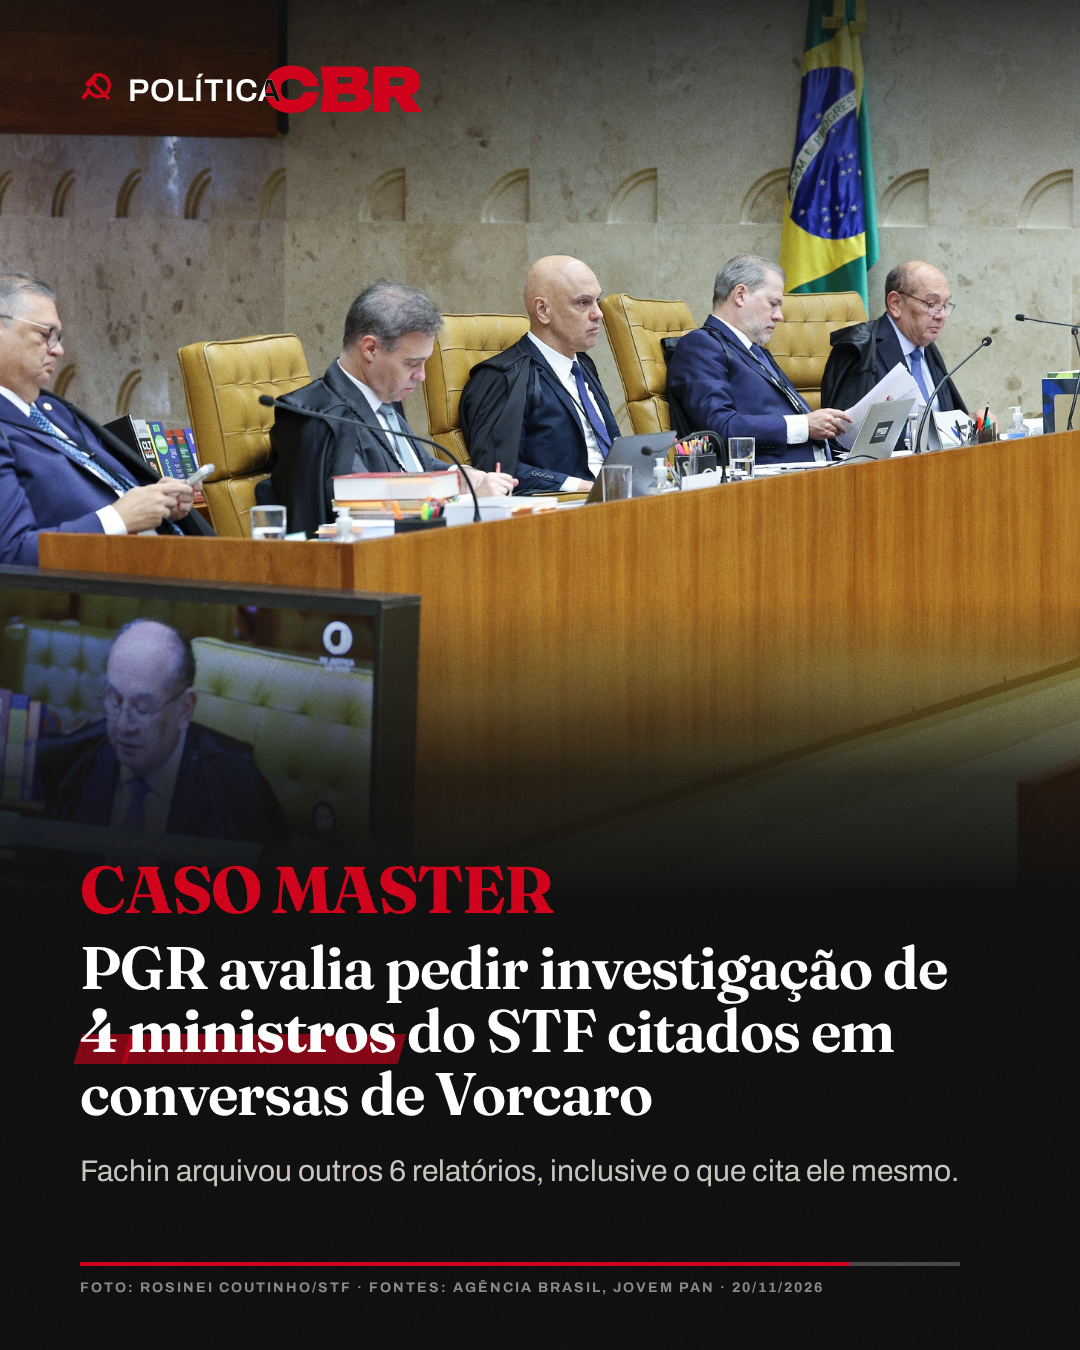 POLÍTICA CBR
ORDEM E PROGRESSO
CASO MASTER
PGR avalia pedir investigação de
4 ministros do STF citados em
conversas de Vorcaro
Fachin arquivou outros 6 relatórios, inclusive o que cita ele mesmo.
FOTO: ROSINEI COUTINHO/STF · FONTES: AGÊNCIA BRASIL, JOVEM PAN · 20/11/2026